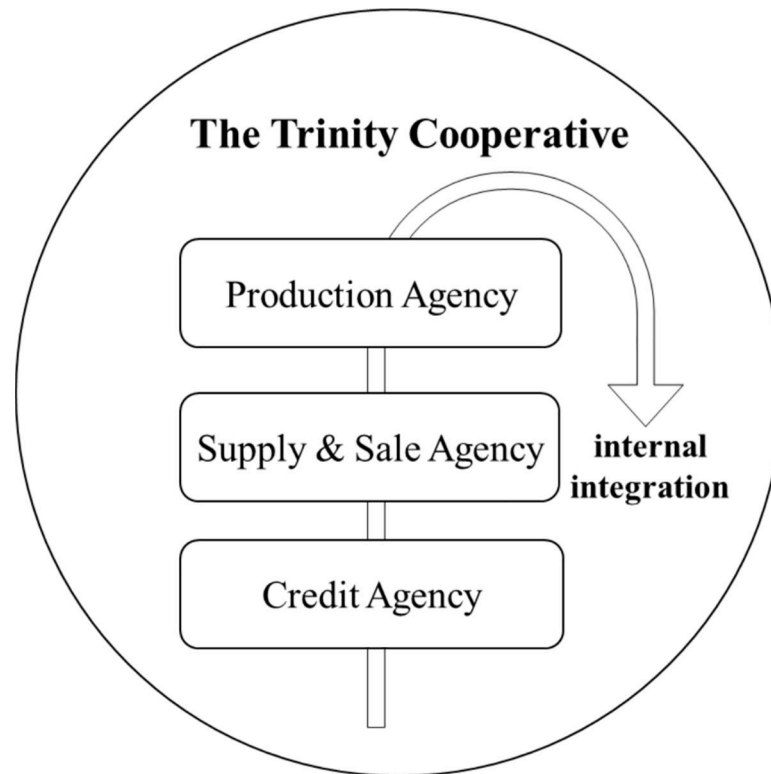 The Trinity Cooperative
Production Agency
Supply & Sale Agency
internal
integration
Credit Agency